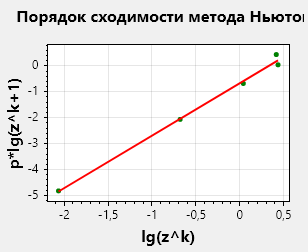 Порядок сходимости метода
p*lg(z^k+1)
0
-1
-2
-3
-4
-5
-2 -1,5 -1 -0,5 0 0,5
lg(z^k)